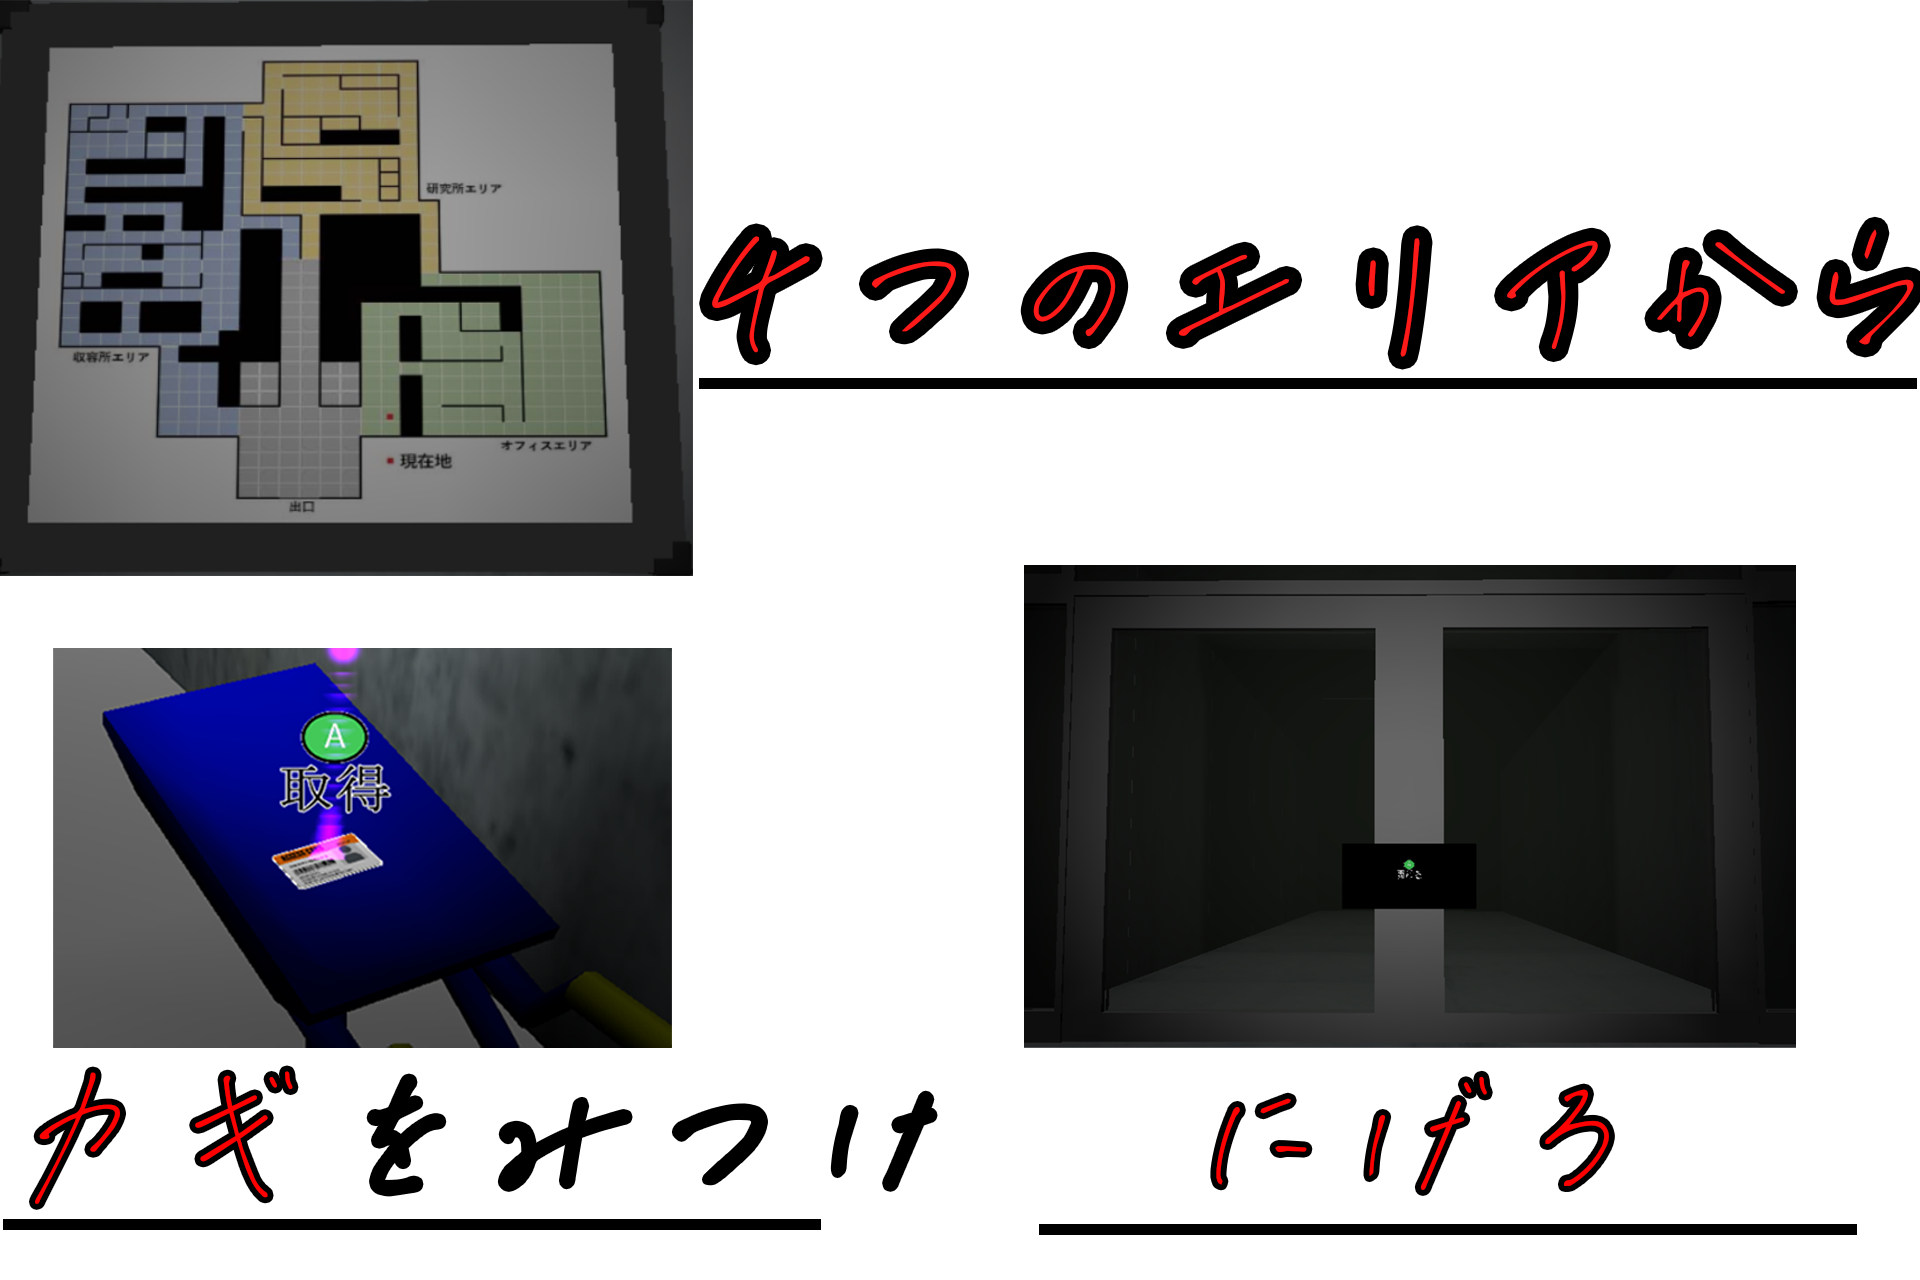 研究所エリア
収容所エリア
オフィスエリア
現在地
出口
4つのエリアから
A
取得
カギをみつけ
にげろ